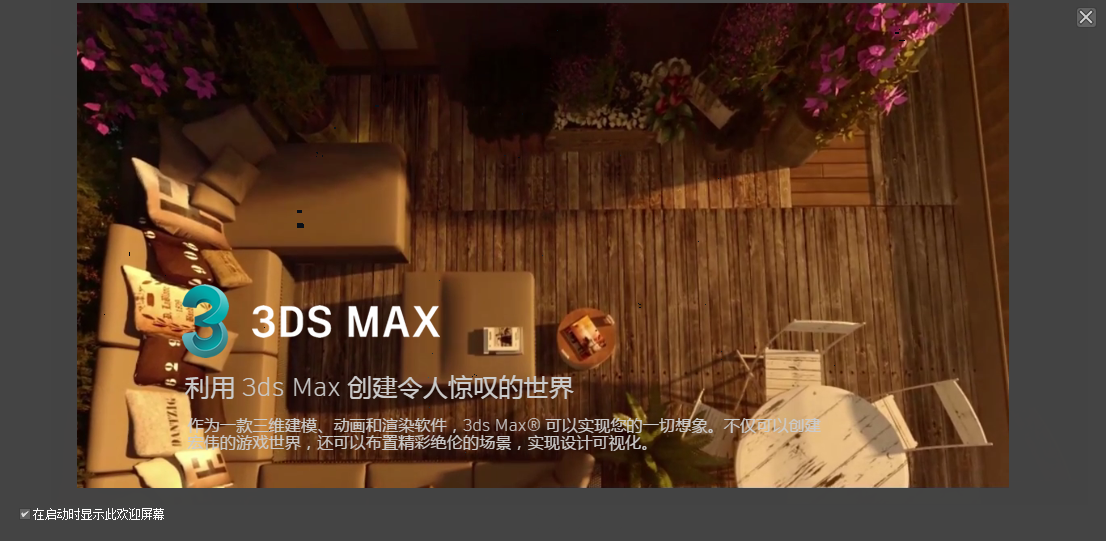 3DS MAX
利用 3ds Max 创建令人惊叹的世界
作为一款三维建模、动画和渲染软件，3ds Max® 可以实现您的一切想象。不仅可以创建
伟的游戏世界，还可以布置精彩绝伦的场景，实现设计可视化。
在启动时显示此欢迎屏幕